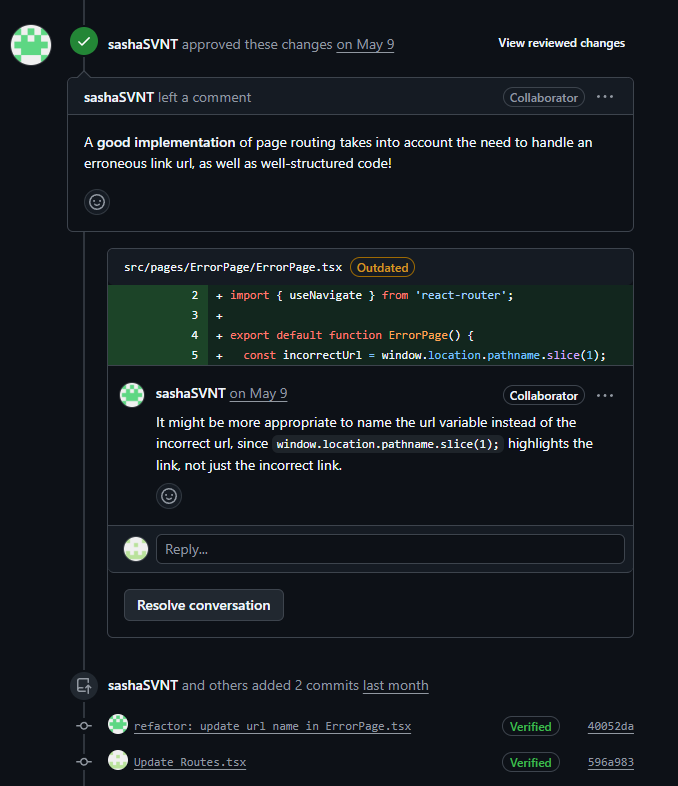 sashaSVNT approved these changes on May 9 View reviewed changes
sashaSVNT left a comment Collaborator ···
A good implementation of page routing takes into account the need to handle an
erroneous link url, as well as well-structured code!
src/pages/ErrorPage/ErrorPage.tsx Outdated
2 + import { useNavigate } from 'react-router';
3 +
4 + export default function ErrorPage() {
5 + const incorrectUrl = window.location.pathname.slice(1);
sashaSVNT on May 9 Collaborator ···
It might be more appropriate to name the url variable instead of the
incorrect url, since window.location.pathname.slice(1); highlights the
link, not just the incorrect link.
Reply...
Resolve conversation
sashaSVNT and others added 2 commits last month
refactor: update url name in ErrorPage.tsx Verified 40052da
Update Routes.tsx Verified 596a983